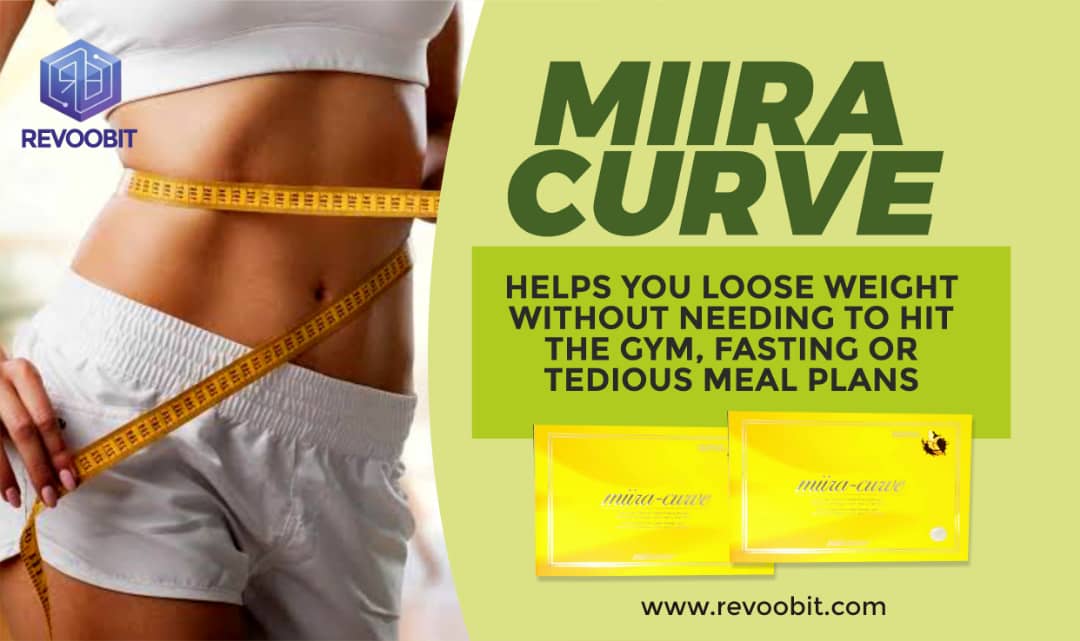 REVOOBIT
MIIRA
CURVE
HELPS YOU LOOSE WEIGHT
WITHOUT NEEDING TO HIT
THE GYM, FASTING OR
TEDIOUS MEAL PLANS
miira-curve
miira-curve
www.revoobit.com